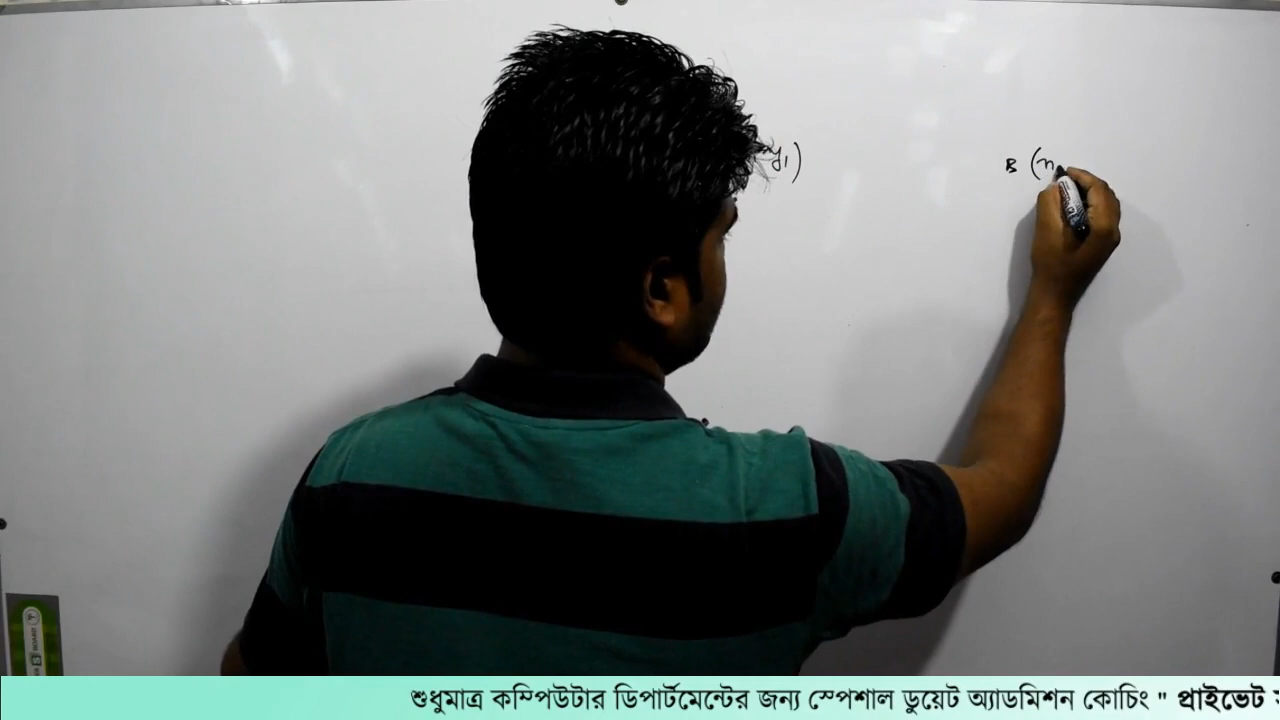 y₁) B (x
শুধুমাত্র কম্পিউটার ডিপার্টমেন্টের জন্য স্পেশাল ডুয়েট অ্যাডমিশন কোচিং " প্রাইভেট